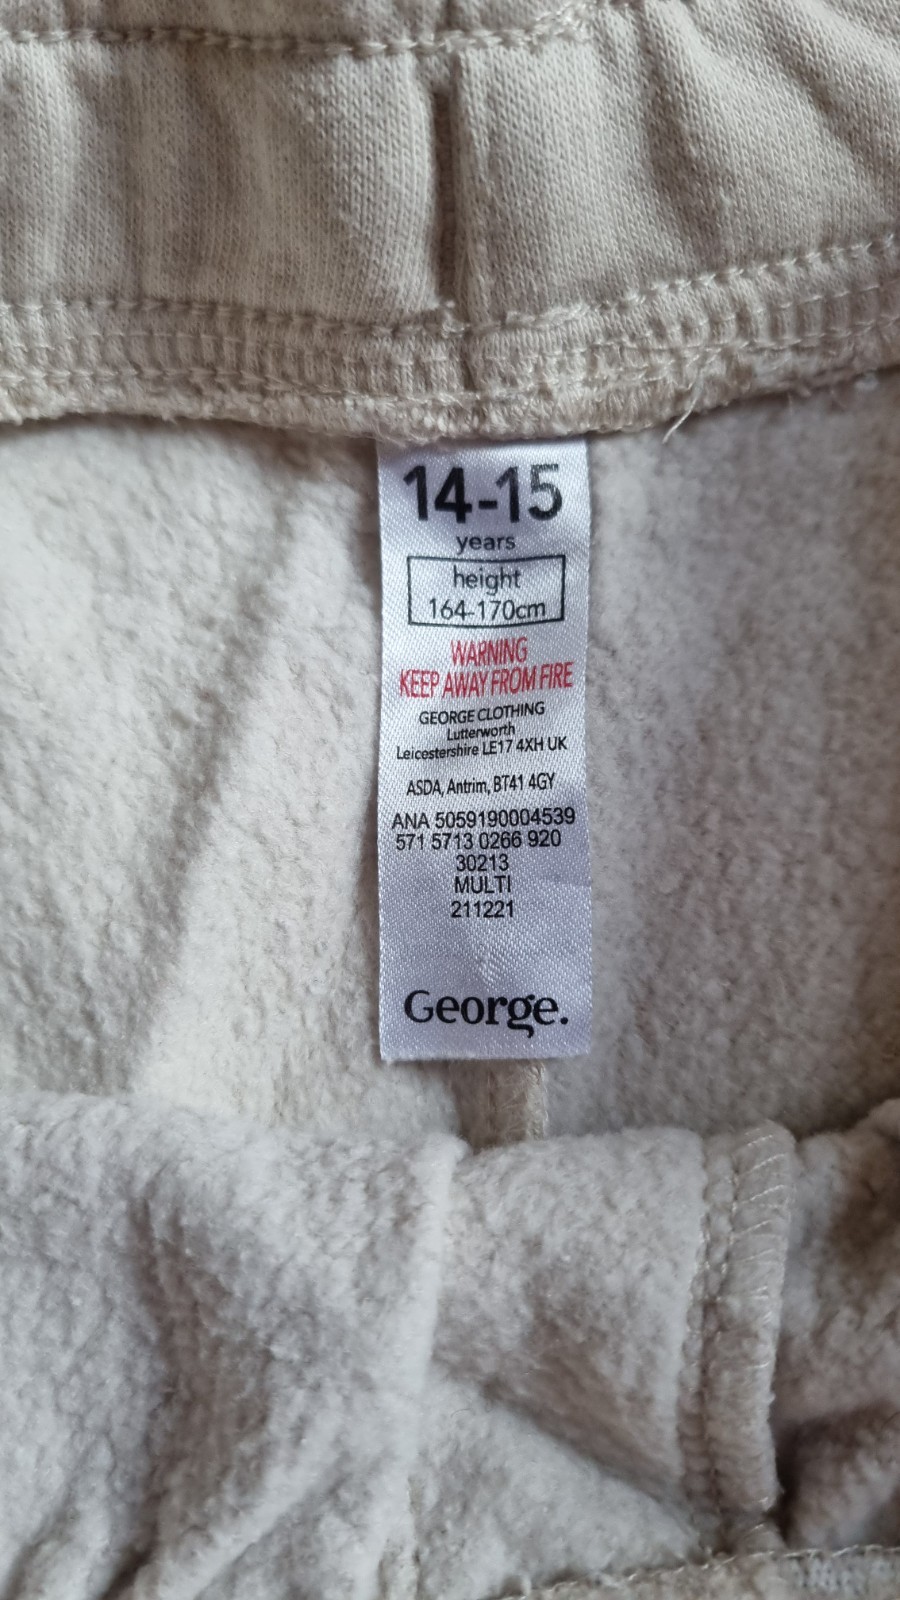 14-15
years
height
164-170cm
WARNING
KEEP AWAY FROM FIRE
GEORGE CLOTHING
Lutterworth
Leicestershire LE17 4XH UK
ASDA, Antrim, BT41 4GY
ANA 5059190004539
571 5713 0266 920
30213
MULTI
211221
George.